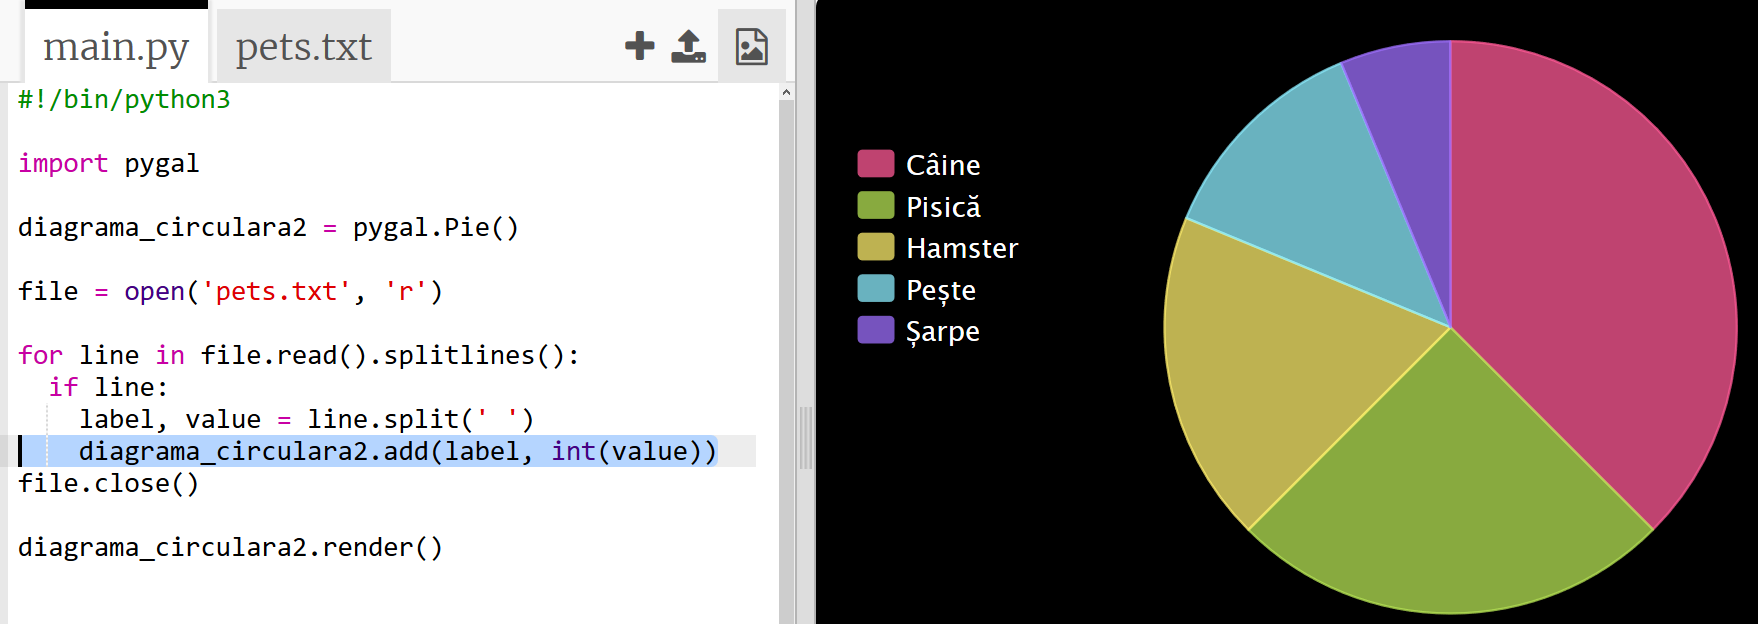 main.py pets.txt
#!/bin/python3
import pygal
diagrama_circulara2 = pygal.Pie()
file = open('pets.txt', 'r')
for line in file.read().splitlines():
  if line:
    label, value = line.split(' ')
    diagrama_circulara2.add(label, int(value))
file.close()
diagrama_circulara2.render()
Câine
Pisică
Hamster
Pește
Șarpe